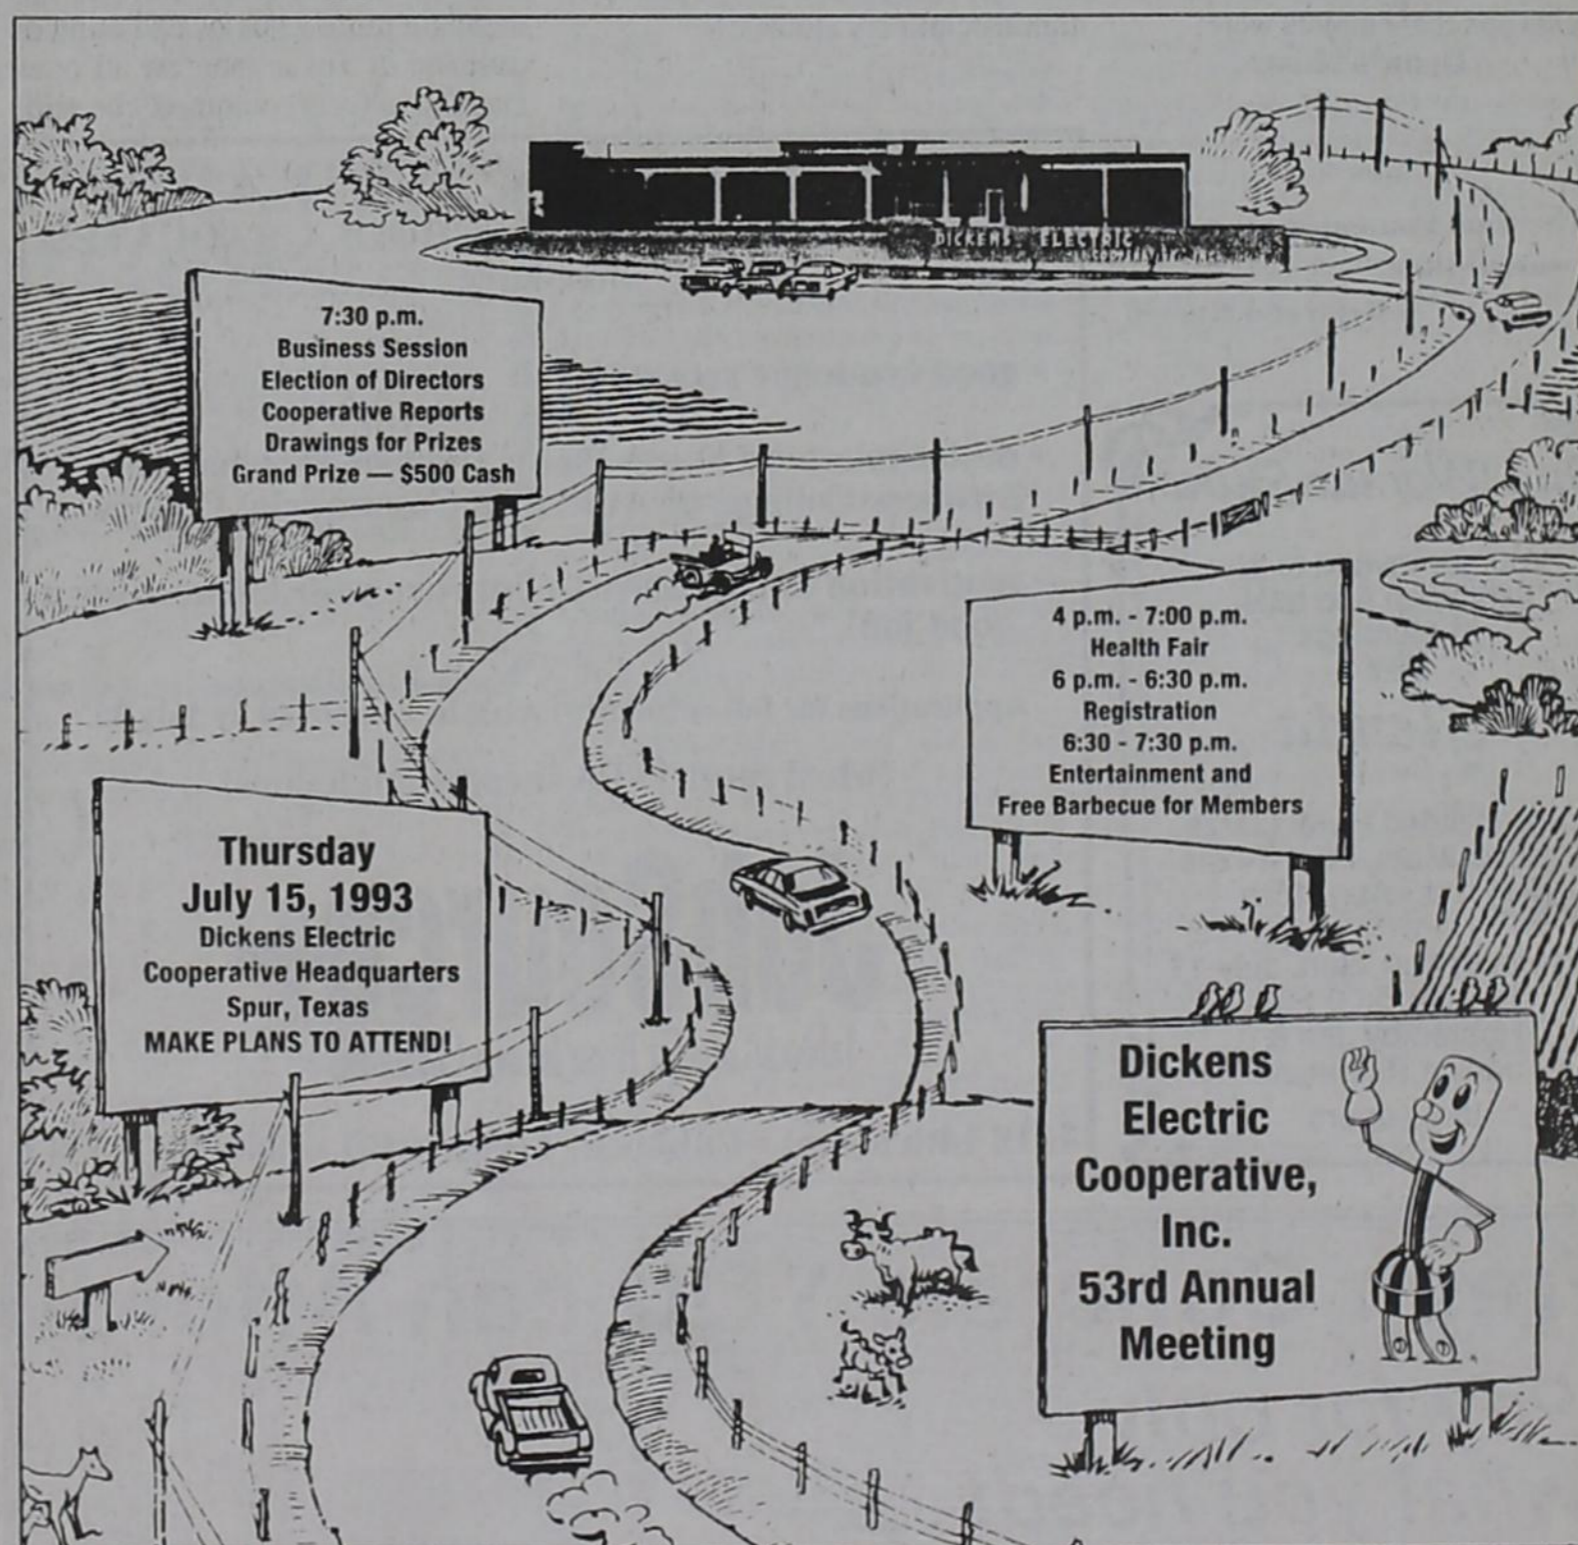 DICKENS ELECTRIC
7:30 p.m.
Business Session
Election of Directors
Cooperative Reports
Drawings for Prizes
Grand Prize — $500 Cash
4 p.m. - 7:00 p.m.
Health Fair
6 p.m. - 6:30 p.m.
Registration
6:30 - 7:30 p.m.
Entertainment and
Free Barbecue for Members
Thursday
July 15, 1993
Dickens Electric
Cooperative Headquarters
Spur, Texas
MAKE PLANS TO ATTEND!
Dickens
Electric
Cooperative,
Inc.
53rd Annual
Meeting